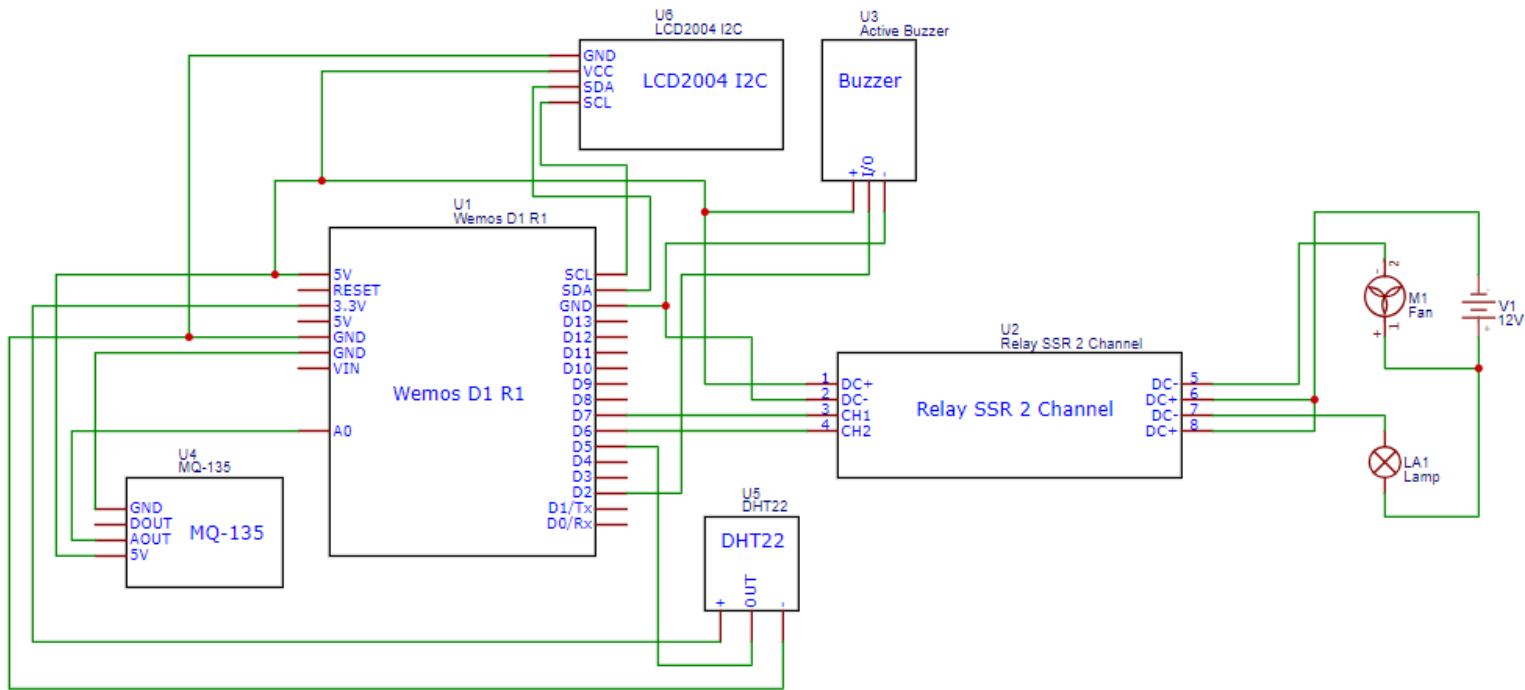 U6
LCD2004 I2C
GND
VCC
SDA
SCL
LCD2004 I2C
U3
Active Buzzer
Buzzer
+
I/O
-
U1
Wemos D1 R1
5V
RESET
3.3V
5V
GND
GND
VIN
A0
Wemos D1 R1
SCL
SDA
GND
D13
D12
D11
D10
D9
D8
D7
D6
D5
D4
D3
D2
D1/Tx
D0/Rx
U4
MQ-135
GND
DOUT
AOUT
5V
MQ-135
U5
DHT22
DHT22
+
OUT
-
U2
Relay SSR 2 Channel
1 DC+
2 DC-
3 CH1
4 CH2
Relay SSR 2 Channel
DC- 5
DC+ 6
DC- 7
DC+ 8
- 2
M1
Fan
+ 1
-
V1
12V
+
LA1
Lamp